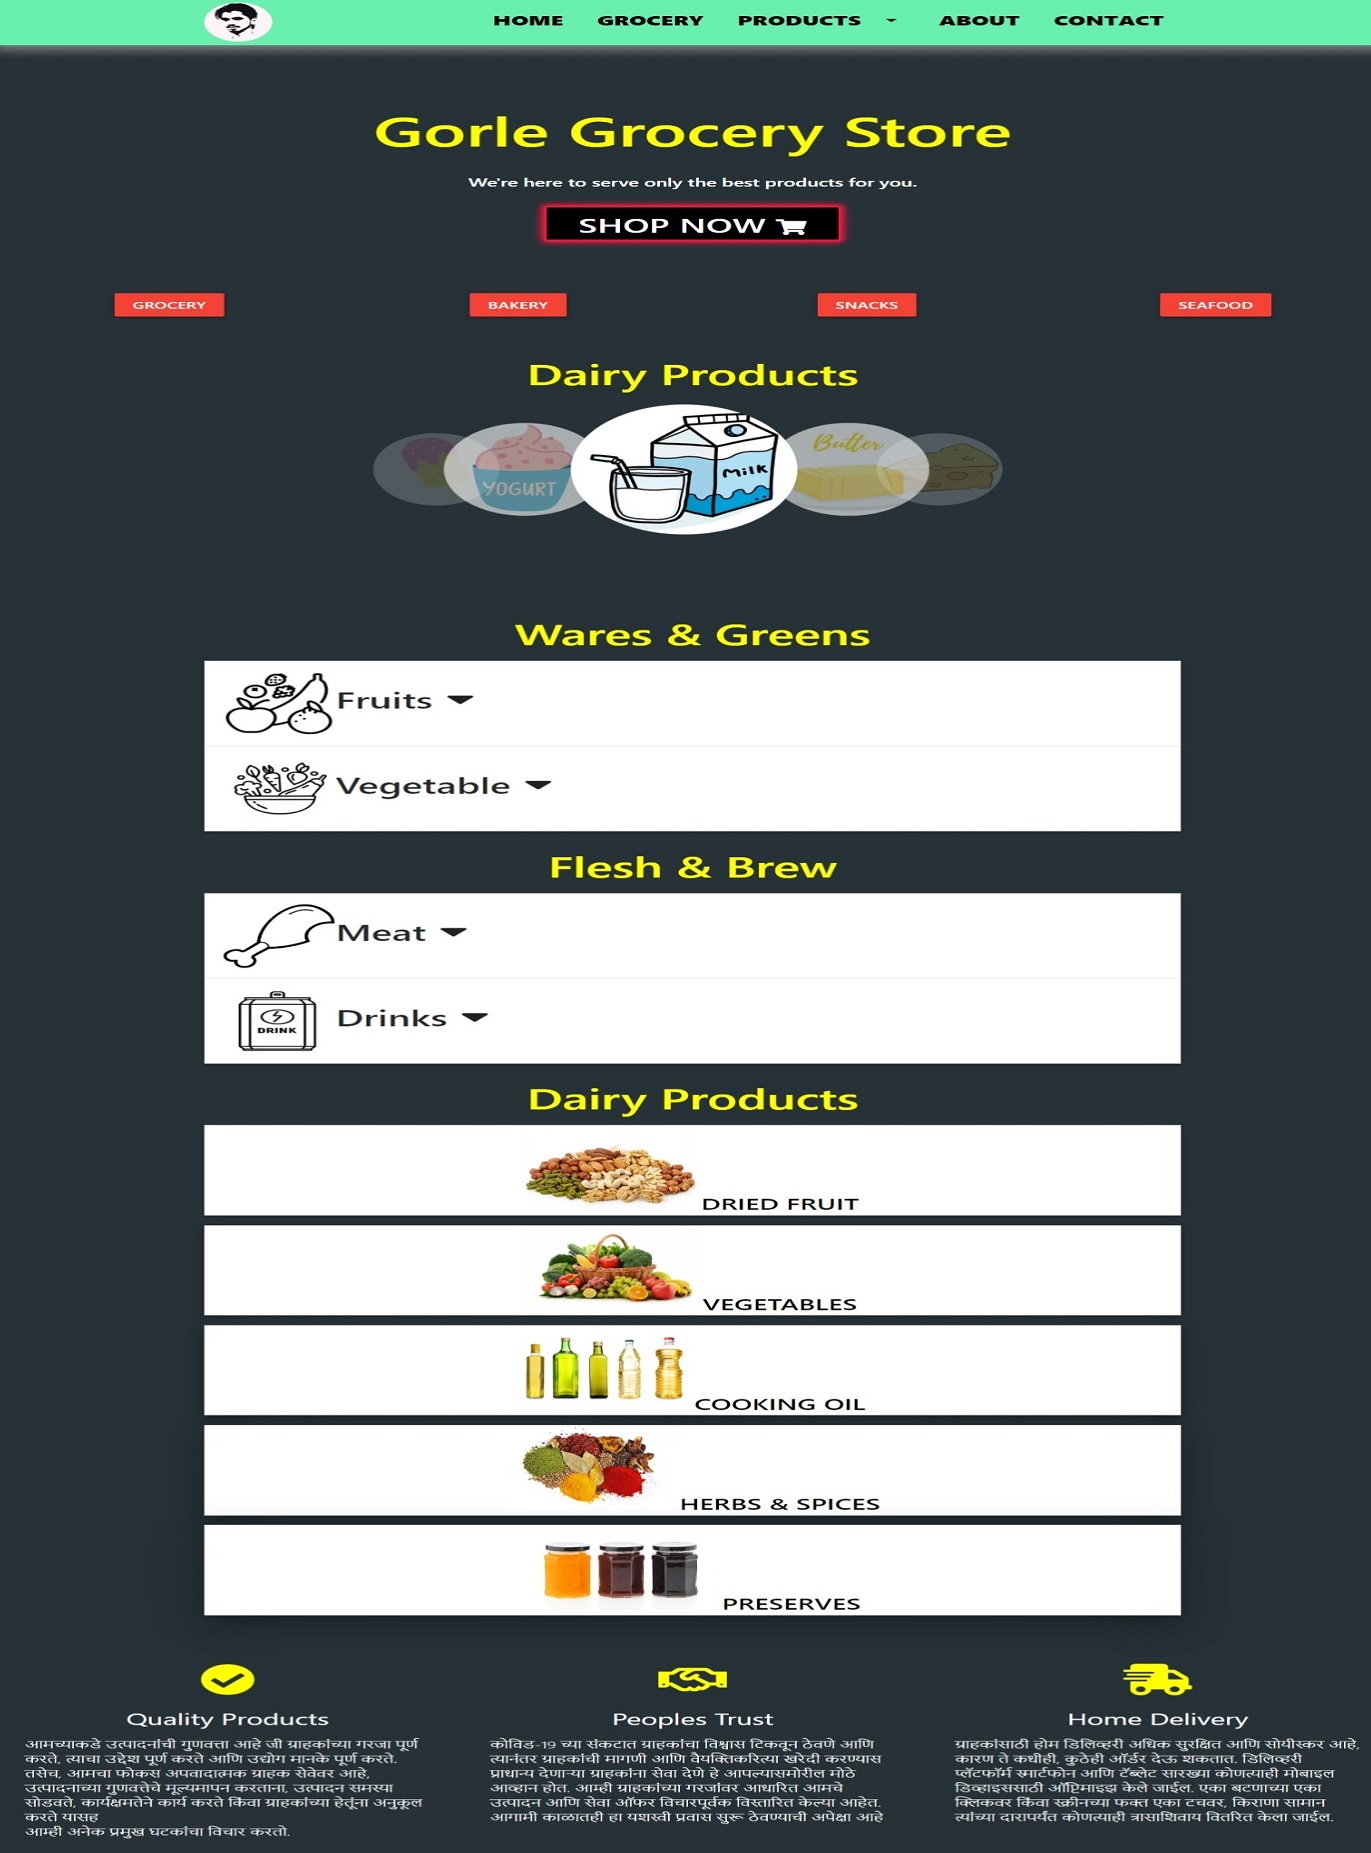 HOME GROCERY PRODUCTS ABOUT CONTACT
Gorle Grocery Store
We're here to serve only the best products for you.
SHOP NOW
GROCERY BAKERY SNACKS SEAFOOD
Dairy Products
YOGURT
Milk
Butter
Wares & Greens
Fruits
Vegetable
Flesh & Brew
Meat
DRINK
Drinks
Dairy Products
DRIED FRUIT
VEGETABLES
COOKING OIL
HERBS & SPICES
PRESERVES
Quality Products
आमच्याकडे उत्पादनांची गुणवत्ता आहे जी ग्राहकांच्या गरजा पूर्ण
करते, त्याचा उद्देश पूर्ण करते आणि उद्योग मानके पूर्ण करते.
तसेच, आमचा फोकस अपवादात्मक ग्राहक सेवेवर आहे,
उत्पादनाच्या गुणवत्तेचे मूल्यमापन करताना, उत्पादन समस्या
सोडवते, कार्यक्षमतेने कार्य करते किंवा ग्राहकांच्या हेतूंना अनुकूल
करते यासह
आम्ही अनेक प्रमुख घटकांचा विचार करतो.
Peoples Trust
कोविड-19 च्या संकटात ग्राहकांचा विश्वास टिकवून ठेवणे आणि
त्यानंतर ग्राहकांची मागणी आणि वैयक्तिकरित्या खरेदी करण्यास
प्राधान्य देणाऱ्या ग्राहकांना सेवा देणे हे आपल्यासमोरील मोठे
आव्हान होत. आम्ही ग्राहकांच्या गरजांवर आधारित आमचे
उत्पादन आणि सेवा ऑफर विचारपूर्वक विस्तारित केल्या आहेत.
आगामी काळातही हा यशस्वी प्रवास सुरू ठेवण्याची अपेक्षा आहे
Home Delivery
ग्राहकांसाठी होम डिलिव्हरी अधिक सुरक्षित आणि सोयीस्कर आहे,
कारण ते कधीही, कुठेही ऑर्डर देऊ शकतात. डिलिव्हरी
प्लॅटफॉर्म स्मार्टफोन आणि टॅब्लेट सारख्या कोणत्याही मोबाइल
डिव्हाइससाठी ऑप्टिमाइझ केले जाईल. एका बटणाच्या एका
क्लिकवर किंवा स्क्रीनच्या फक्त एका टचवर, किराणा सामान
त्यांच्या दारापर्यंत कोणत्याही त्रासाशिवाय वितरित केला जाईल.